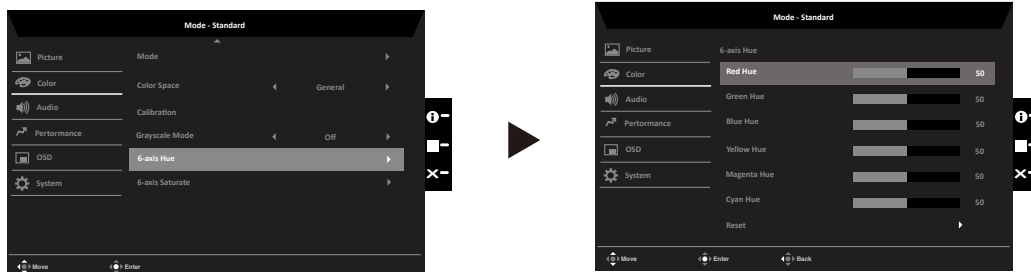 Mode - Standard
Picture
Color
Audio
Pertormance
OSD
System
Mode
Color Space General
Calibration
Grayscale Mode Off
6-axis Hue
6-axis Saturate
Move Enter
Mode - Standard
Picture
Color
Audio
Pertormance
OSD
System
6-axis Hue
Red Hue 50
Green Hue 50
Blue Hue 50
Yellow Hue 50
Magenta Hue 50
Cyan Hue 50
Reset
Move Enter Back